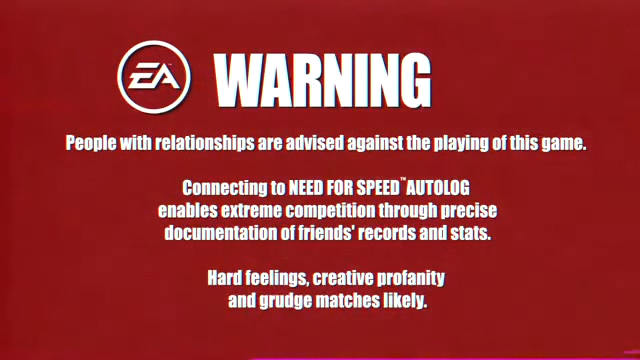 EA WARNING
People with relationships are advised against the playing of this game.
Connecting to NEED FOR SPEED™ AUTOLOG
enables extreme competition through precise
documentation of friends' records and stats.
Hard feelings, creative profanity
and grudge matches likely.